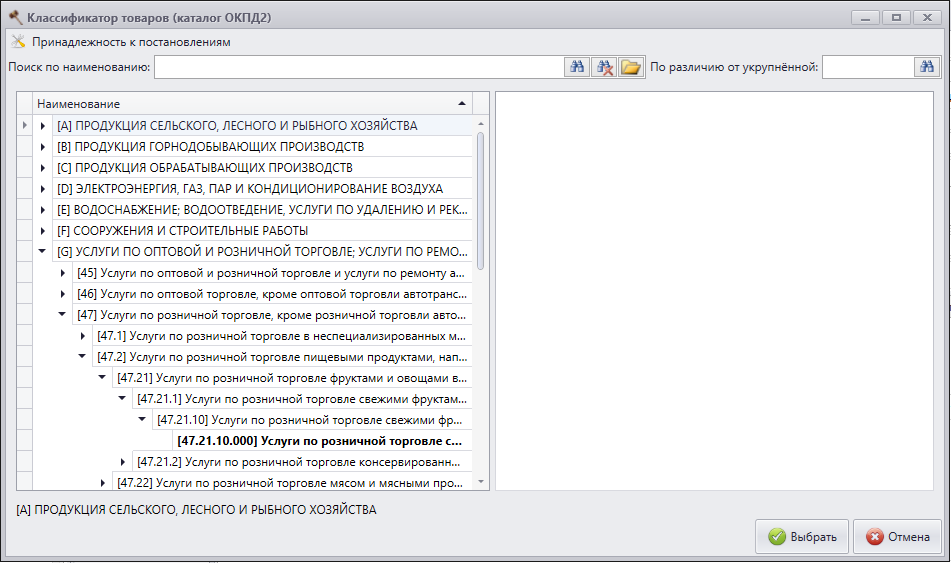 Классификатор товаров (каталог ОКПД2)
Принадлежность к постановлениям
Поиск по наименованию: По различию от укрупнённой:
Наименование
[A] ПРОДУКЦИЯ СЕЛЬСКОГО, ЛЕСНОГО И РЫБНОГО ХОЗЯЙСТВА
[B] ПРОДУКЦИЯ ГОРНОДОБЫВАЮЩИХ ПРОИЗВОДСТВ
[C] ПРОДУКЦИЯ ОБРАБАТЫВАЮЩИХ ПРОИЗВОДСТВ
[D] ЭЛЕКТРОЭНЕРГИЯ, ГАЗ, ПАР И КОНДИЦИОНИРОВАНИЕ ВОЗДУХА
[E] ВОДОСНАБЖЕНИЕ; ВОДООТВЕДЕНИЕ, УСЛУГИ ПО УДАЛЕНИЮ И РЕК...
[F] СООРУЖЕНИЯ И СТРОИТЕЛЬНЫЕ РАБОТЫ
[G] УСЛУГИ ПО ОПТОВОЙ И РОЗНИЧНОЙ ТОРГОВЛЕ; УСЛУГИ ПО РЕМО...
[45] Услуги по оптовой и розничной торговле и услуги по ремонту а...
[46] Услуги по оптовой торговле, кроме оптовой торговли автотранс...
[47] Услуги по розничной торговле, кроме розничной торговли авто...
[47.1] Услуги по розничной торговле в неспециализированных м...
[47.2] Услуги по розничной торговле пищевыми продуктами, нап...
[47.21] Услуги по розничной торговле фруктами и овощами в...
[47.21.1] Услуги по розничной торговле свежими фруктам...
[47.21.10] Услуги по розничной торговле свежими фр...
[47.21.10.000] Услуги по розничной торговле с...
[47.21.2] Услуги по розничной торговле консервированн...
[47.22] Услуги по розничной торговле мясом и мясными про...
[A] ПРОДУКЦИЯ СЕЛЬСКОГО, ЛЕСНОГО И РЫБНОГО ХОЗЯЙСТВА
Выбрать Отмена